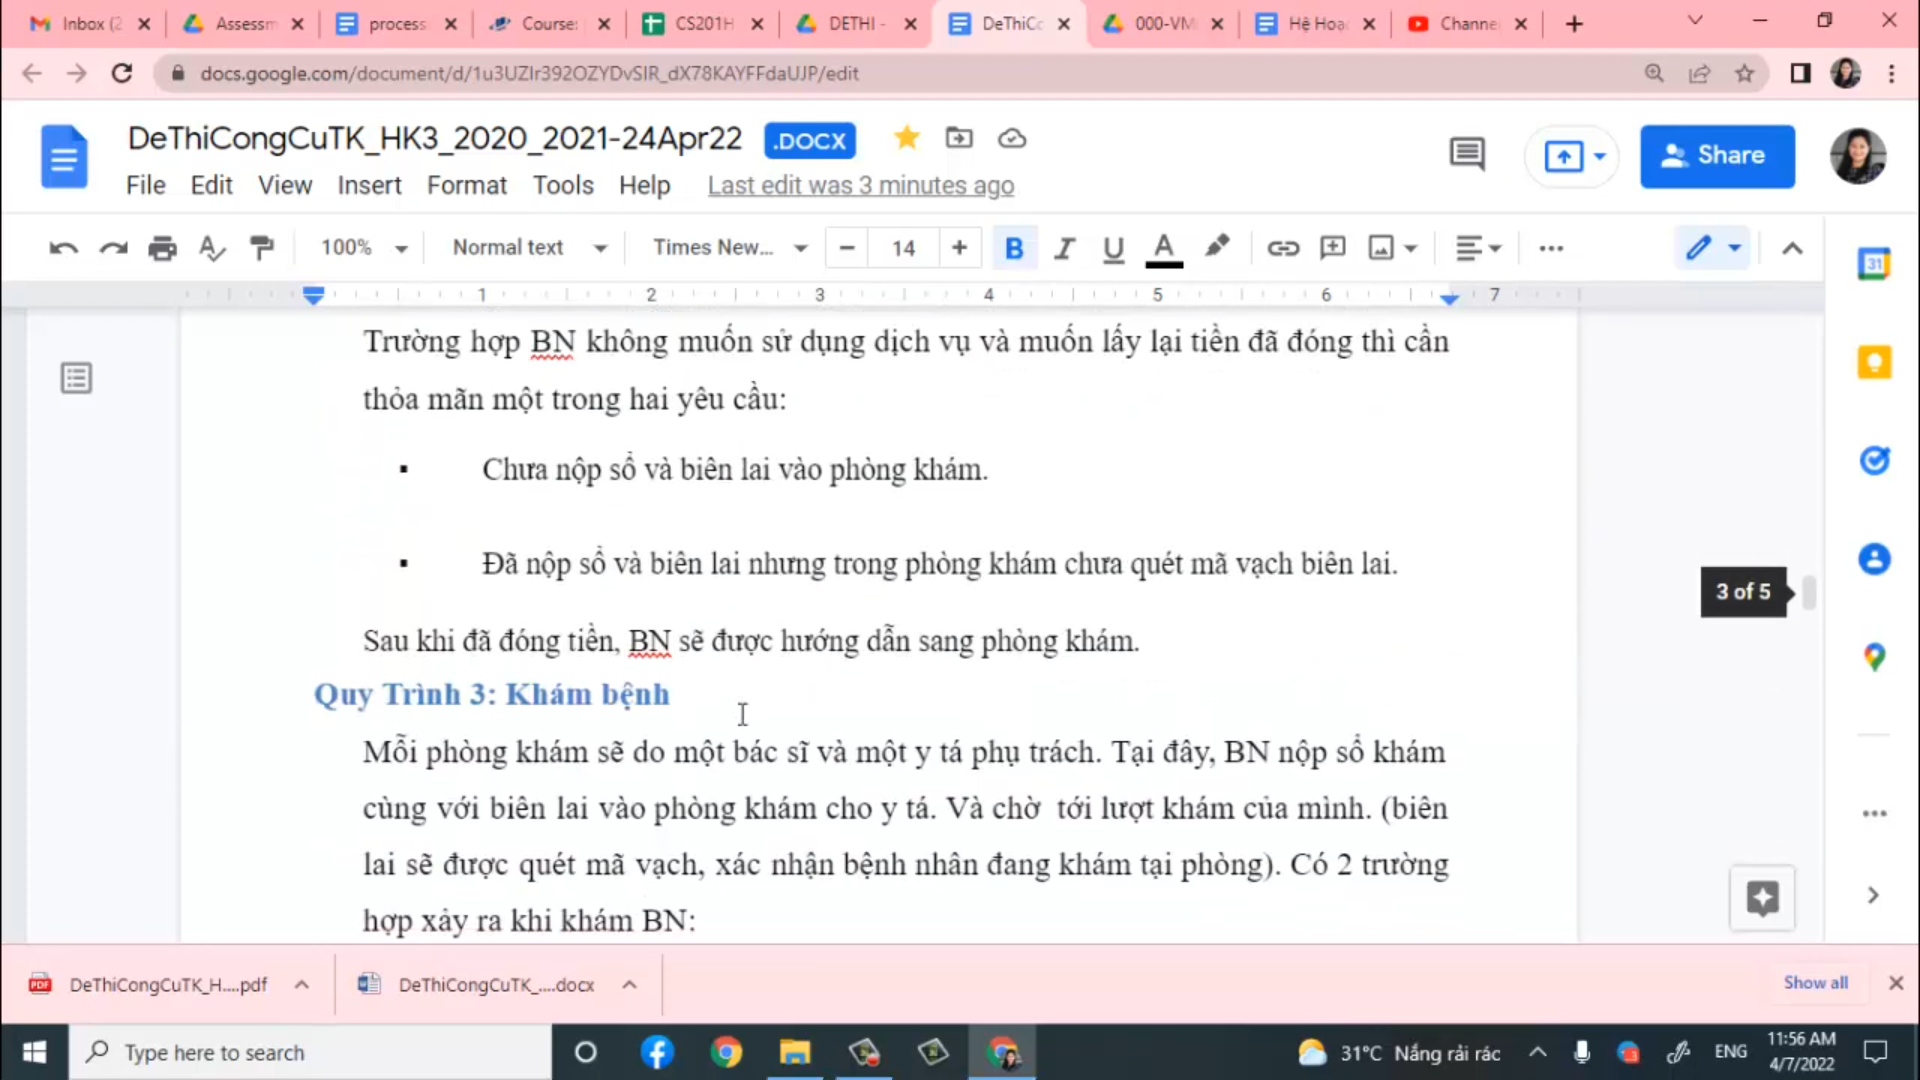 Inbox (2
Assessm
process
Course:
CS201H
DETHI -
DeThiCo
000-VM
Hệ Hoạ
Channe
docs.google.com/document/d/1u3UZIr392OZYDvSIR_dX78KAYFFdaUJP/edit
DeThiCongCuTK_HK3_2020_2021-24Apr22
.DOCX
Share
File Edit View Insert Format Tools Help Last edit was 3 minutes ago
100% Normal text Times New... 14 B I U A
31
1 2 3 4 5 6 7
Trường hợp BN không muốn sử dụng dịch vụ và muốn lấy lại tiền đã đóng thì cần
thỏa mãn một trong hai yêu cầu:
▪ Chưa nộp sổ và biên lai vào phòng khám.
▪ Đã nộp sổ và biên lai nhưng trong phòng khám chưa quét mã vạch biên lai.
3 of 5
Sau khi đã đóng tiền, BN sẽ được hướng dẫn sang phòng khám.
Quy Trình 3: Khám bệnh
Mỗi phòng khám sẽ do một bác sĩ và một y tá phụ trách. Tại đây, BN nộp sổ khám
cùng với biên lai vào phòng khám cho y tá. Và chờ tới lượt khám của mình. (biên
lai sẽ được quét mã vạch, xác nhận bệnh nhân đang khám tại phòng). Có 2 trường
hợp xảy ra khi khám BN:
PDF
DeThiCongCuTK_H....pdf
DeThiCongCuTK_....docx
Show all
Type here to search
31°C Nắng rải rác
ENG
11:56 AM
4/7/2022